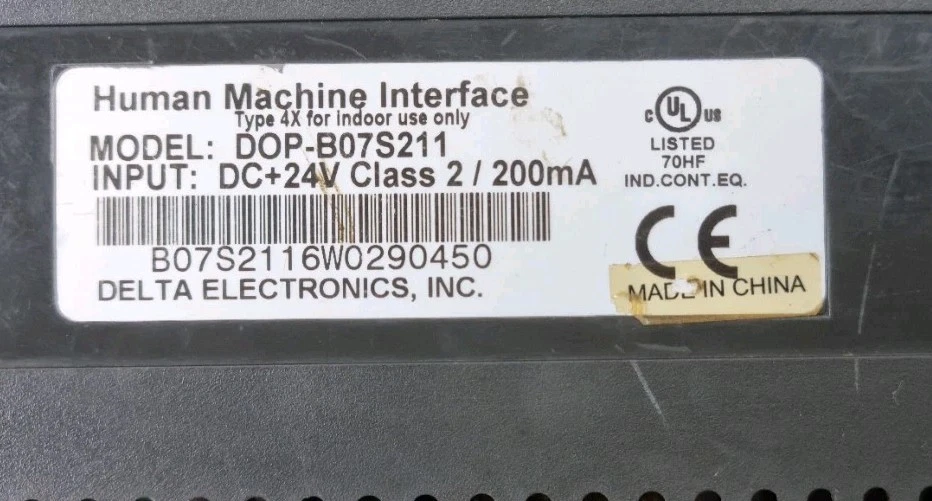 Human Machine Interface
Type 4X for indoor use only
MODEL: DOP-B07S211
INPUT: DC+24V Class 2 / 200mA
B07S2116W0290450
DELTA ELECTRONICS, INC.
C UL US
LISTED
70HF
IND.CONT.EQ.
CE
MADE IN CHINA